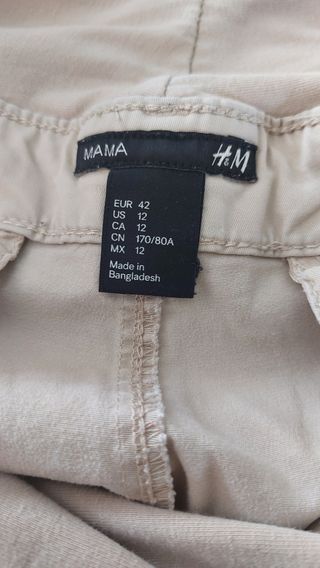 MAMA H&M
EUR 42
US 12
CA 12
CN 170/80A
MX 12
Made in
Bangladesh